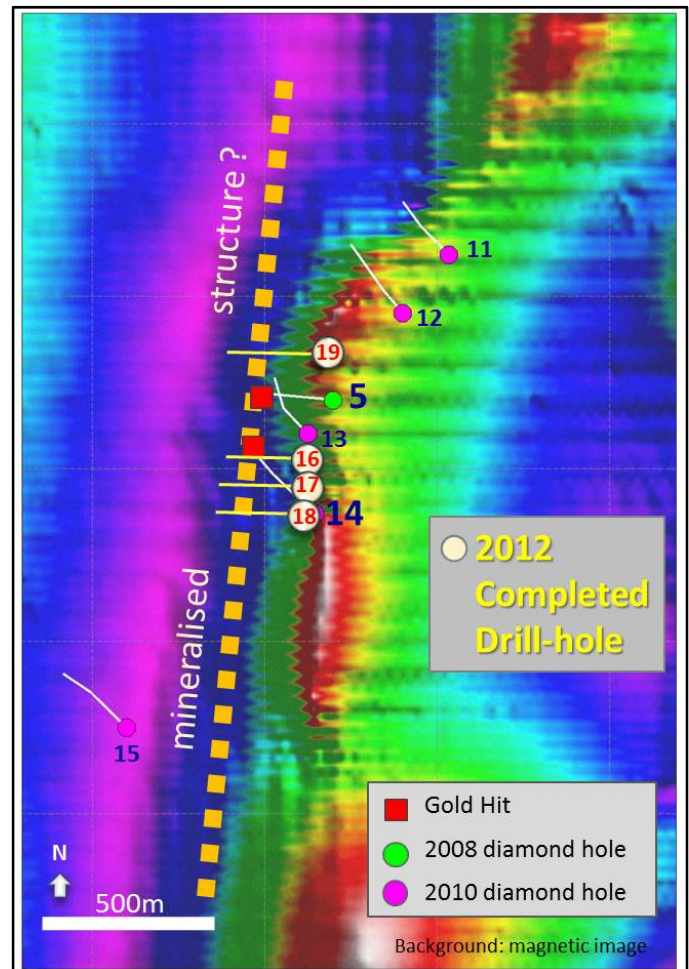 structure ?
11
12
19
5
13
16
17
18
14
2012
Completed
Drill-hole
mineralised
15
Gold Hit
2008 diamond hole
2010 diamond hole
N
500m
Background: magnetic image